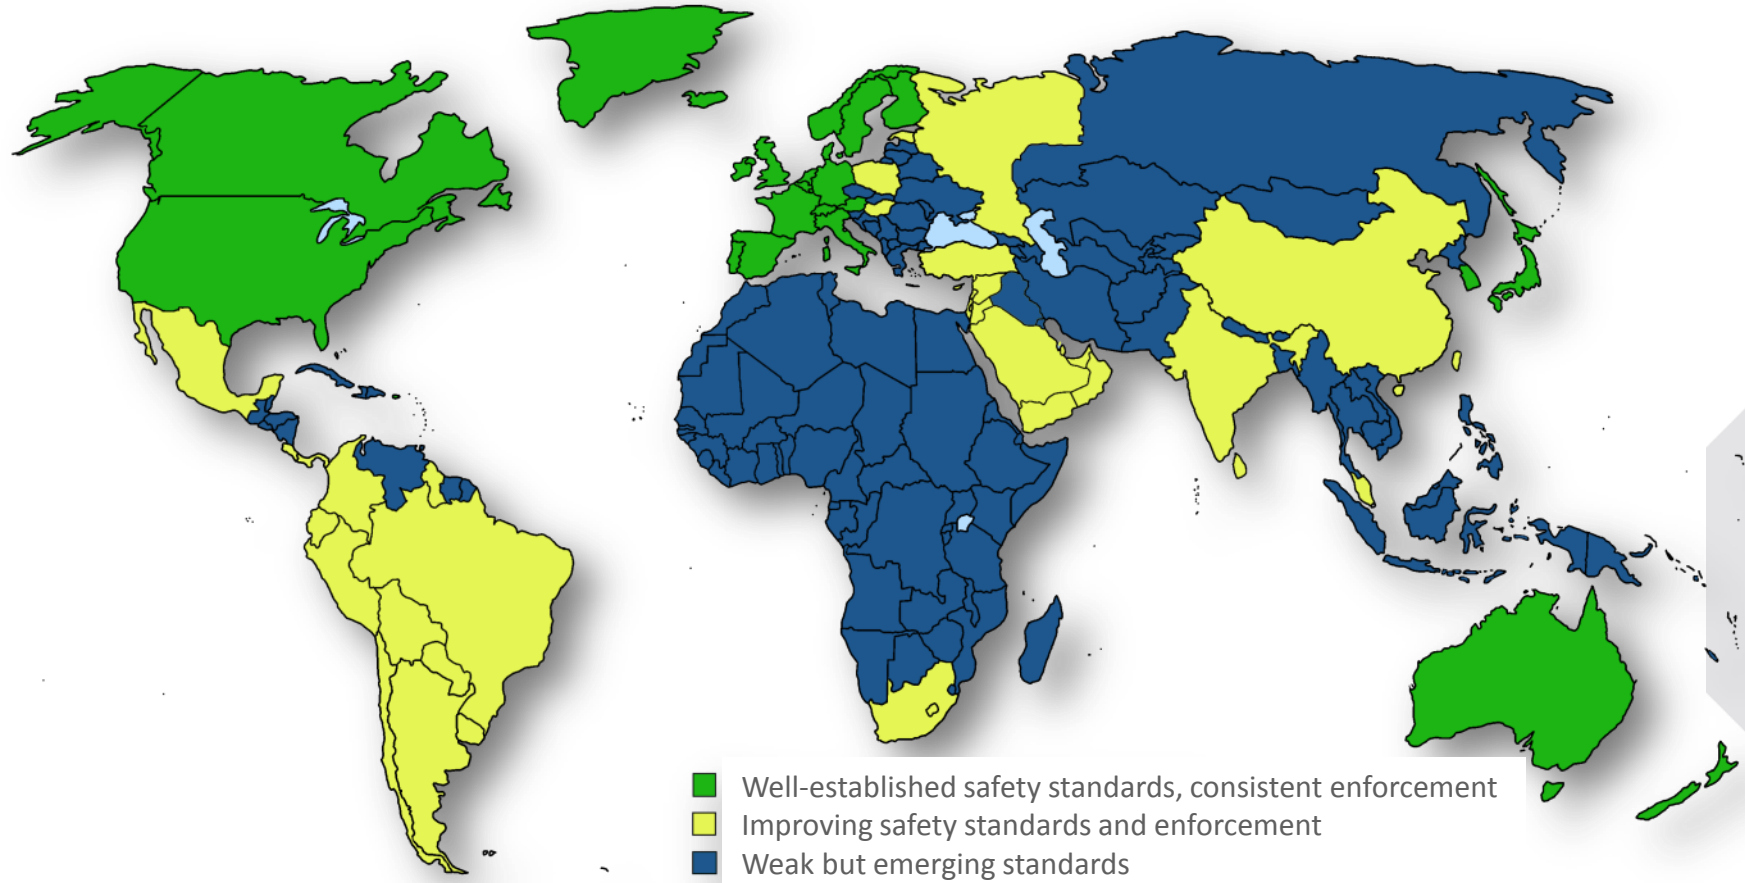 Well-established safety standards, consistent enforcement
Improving safety standards and enforcement
Weak but emerging standards